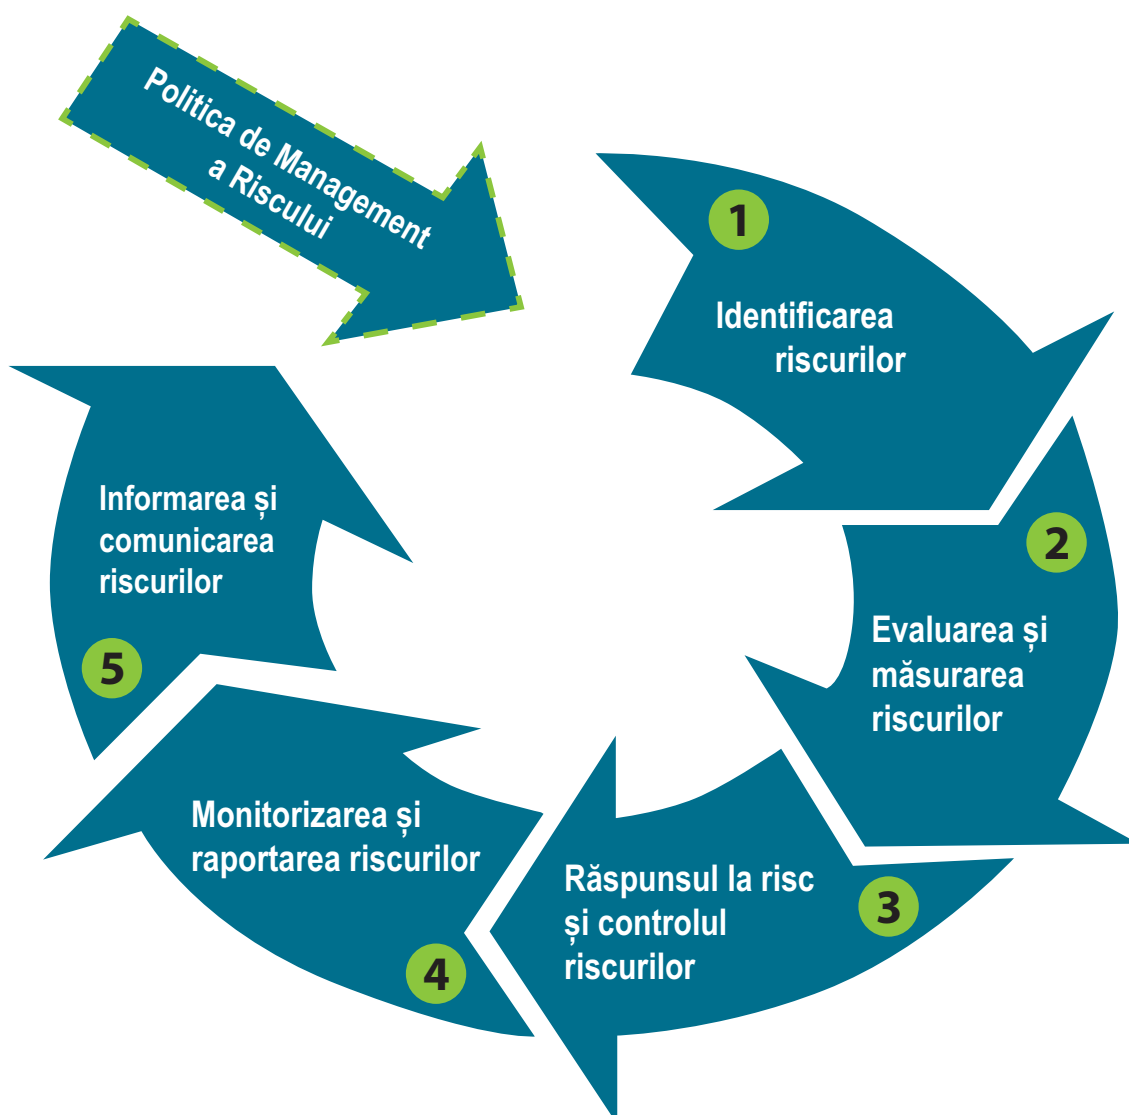 Politica de Management
a Riscului
1
Identificarea
riscurilor
2
Evaluarea și
măsurarea
riscurilor
3
Răspunsul la risc
și controlul
riscurilor
4
Monitorizarea și
raportarea riscurilor
5
Informarea și
comunicarea
riscurilor